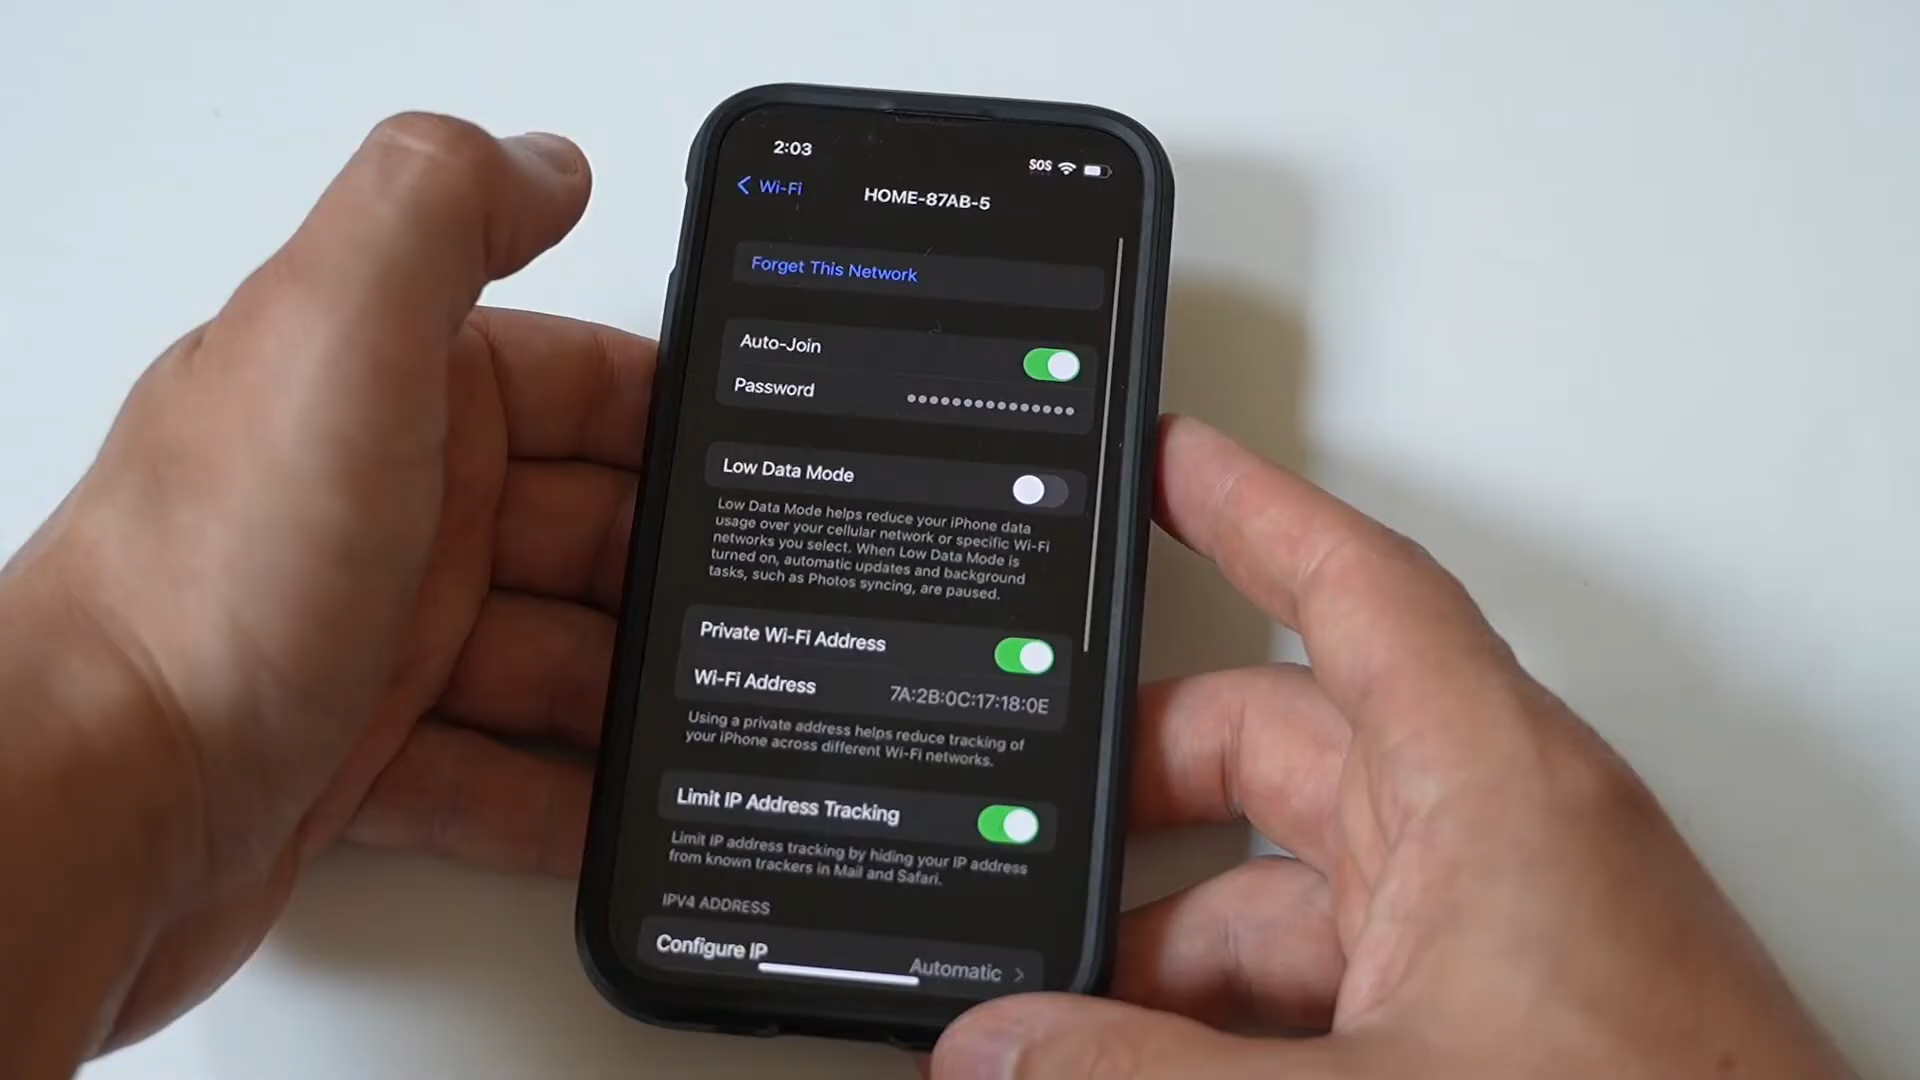 2:03
SOS
Wi-Fi
HOME-87AB-5
Forget This Network
Auto-Join
Password •••••••••••••••
Low Data Mode
Low Data Mode helps reduce your iPhone data
usage over your cellular network or specific Wi-Fi
networks you select. When Low Data Mode is
turned on, automatic updates and background
tasks, such as Photos syncing, are paused.
Private Wi-Fi Address
Wi-Fi Address 7A:2B:0C:17:18:0E
Using a private address helps reduce tracking of
your iPhone across different Wi-Fi networks.
Limit IP Address Tracking
Limit IP address tracking by hiding your IP address
from known trackers in Mail and Safari.
IPV4 ADDRESS
Configure IP Automatic